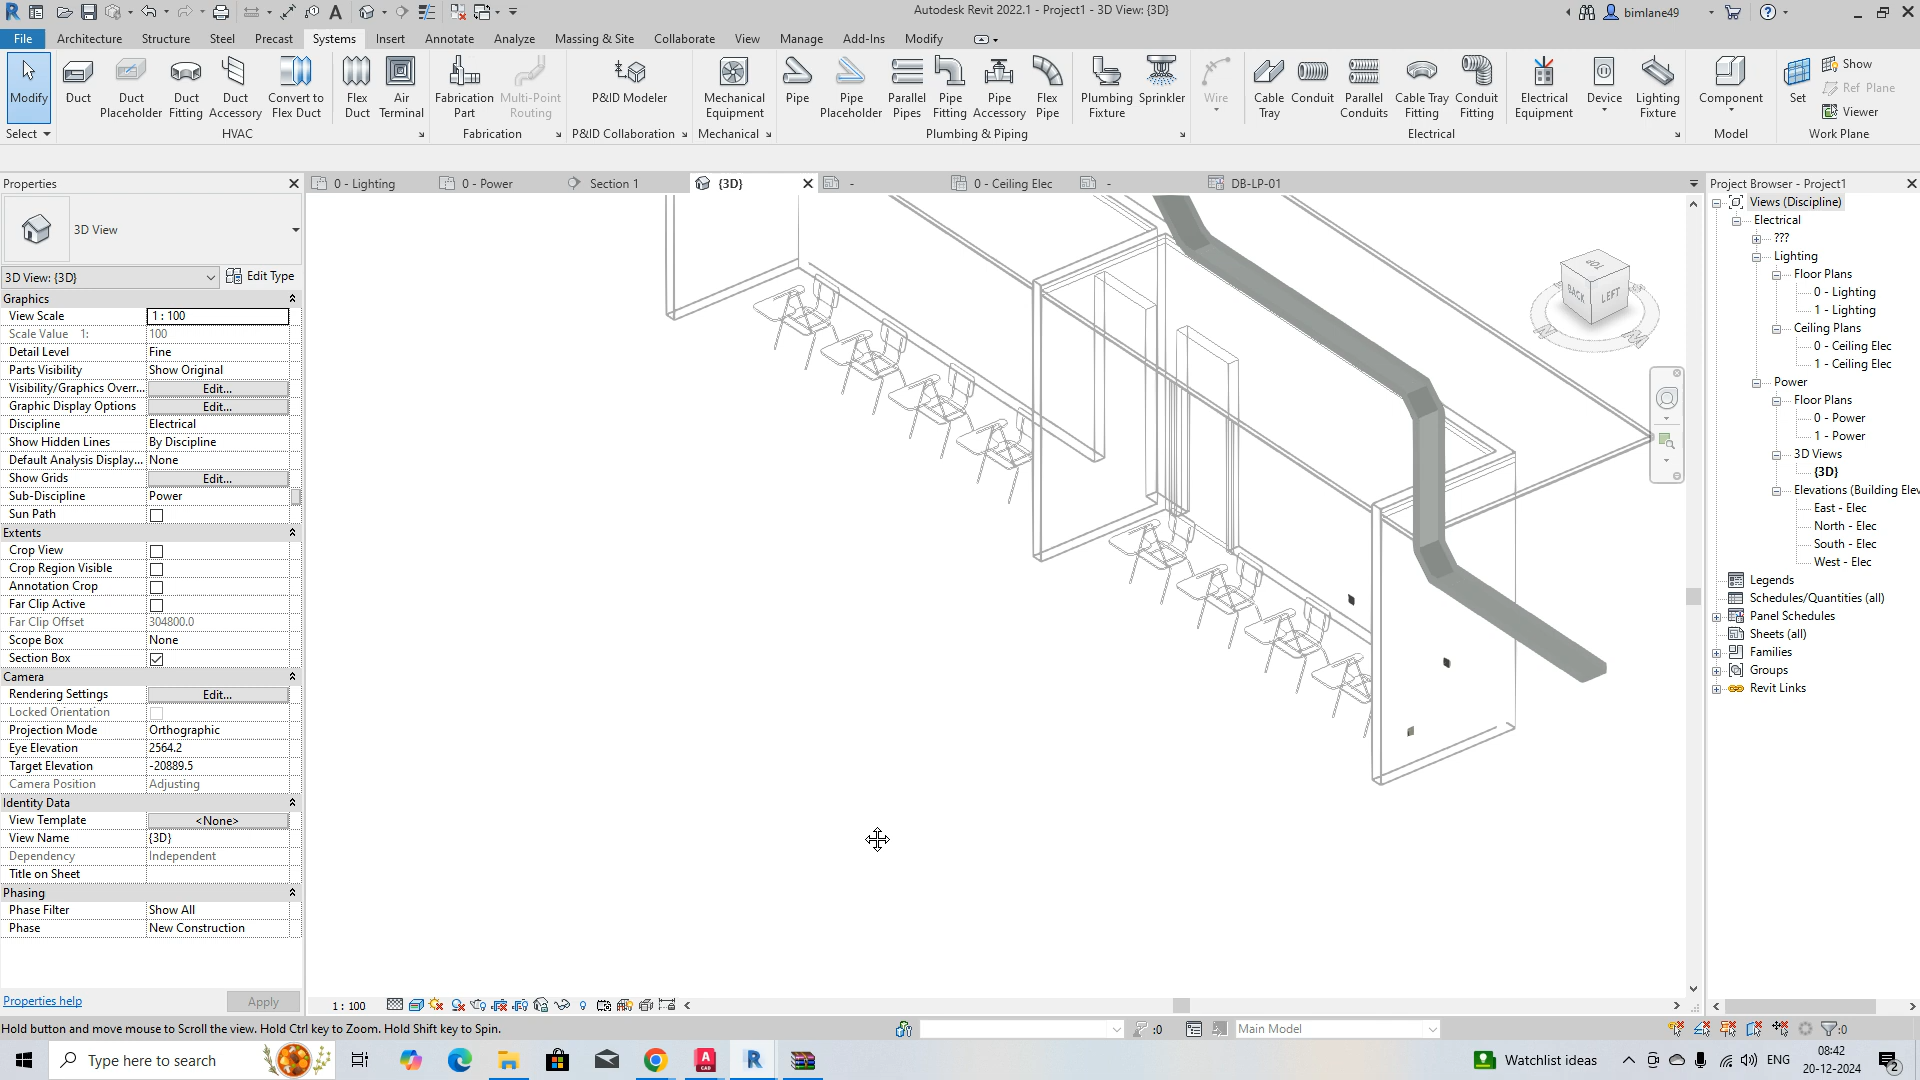 Autodesk Revit 2022.1 - Project1 - 3D View: {3D}
bimlane49
File Architecture Structure Steel Precast Systems Insert Annotate Analyze Massing & Site Collaborate View Manage Add-Ins Modify
Modify
Duct
Duct Placeholder
Duct Fitting
Duct Accessory
Convert to Flex Duct
Flex Duct
Air Terminal
Fabrication Part
Multi-Point Routing
P&ID Modeler
Mechanical Equipment
Pipe
Pipe Placeholder
Parallel Pipes
Pipe Fitting
Pipe Accessory
Flex Pipe
Plumbing Fixture
Sprinkler
Wire
Cable Tray
Conduit
Parallel Conduits
Cable Tray Fitting
Conduit Fitting
Electrical Equipment
Device
Lighting Fixture
Component
Set
Show
Ref Plane
Viewer
Select HVAC Fabrication P&ID Collaboration Mechanical Plumbing & Piping Electrical Model Work Plane
Properties
0 - Lighting 0 - Power Section 1 {3D} - 0 - Ceiling Elec - DB-LP-01
3D View
3D View: {3D} Edit Type
Graphics
View Scale 1 : 100
Scale Value 1: 100
Detail Level Fine
Parts Visibility Show Original
Visibility/Graphics Overr... Edit...
Graphic Display Options Edit...
Discipline Electrical
Show Hidden Lines By Discipline
Default Analysis Display... None
Show Grids Edit...
Sub-Discipline Power
Sun Path
Extents
Crop View
Crop Region Visible
Annotation Crop
Far Clip Active
Far Clip Offset 304800.0
Scope Box None
Section Box
Camera
Rendering Settings Edit...
Locked Orientation
Projection Mode Orthographic
Eye Elevation 2564.2
Target Elevation -20889.5
Camera Position Adjusting
Identity Data
View Template <None>
View Name {3D}
Dependency Independent
Title on Sheet
Phasing
Phase Filter Show All
Phase New Construction
Properties help Apply
TOP
BACK
LEFT
Project Browser - Project1
Views (Discipline)
Electrical
???
Lighting
Floor Plans
0 - Lighting
1 - Lighting
Ceiling Plans
0 - Ceiling Elec
1 - Ceiling Elec
Power
Floor Plans
0 - Power
1 - Power
3D Views
{3D}
Elevations (Building Elev
East - Elec
North - Elec
South - Elec
West - Elec
Legends
Schedules/Quantities (all)
Panel Schedules
Sheets (all)
Families
Groups
Revit Links
1 : 100
Hold button and move mouse to Scroll the view. Hold Ctrl key to Zoom. Hold Shift key to Spin.
:0
Main Model
:0
Type here to search
Watchlist ideas
ENG
08:42
20-12-2024
2